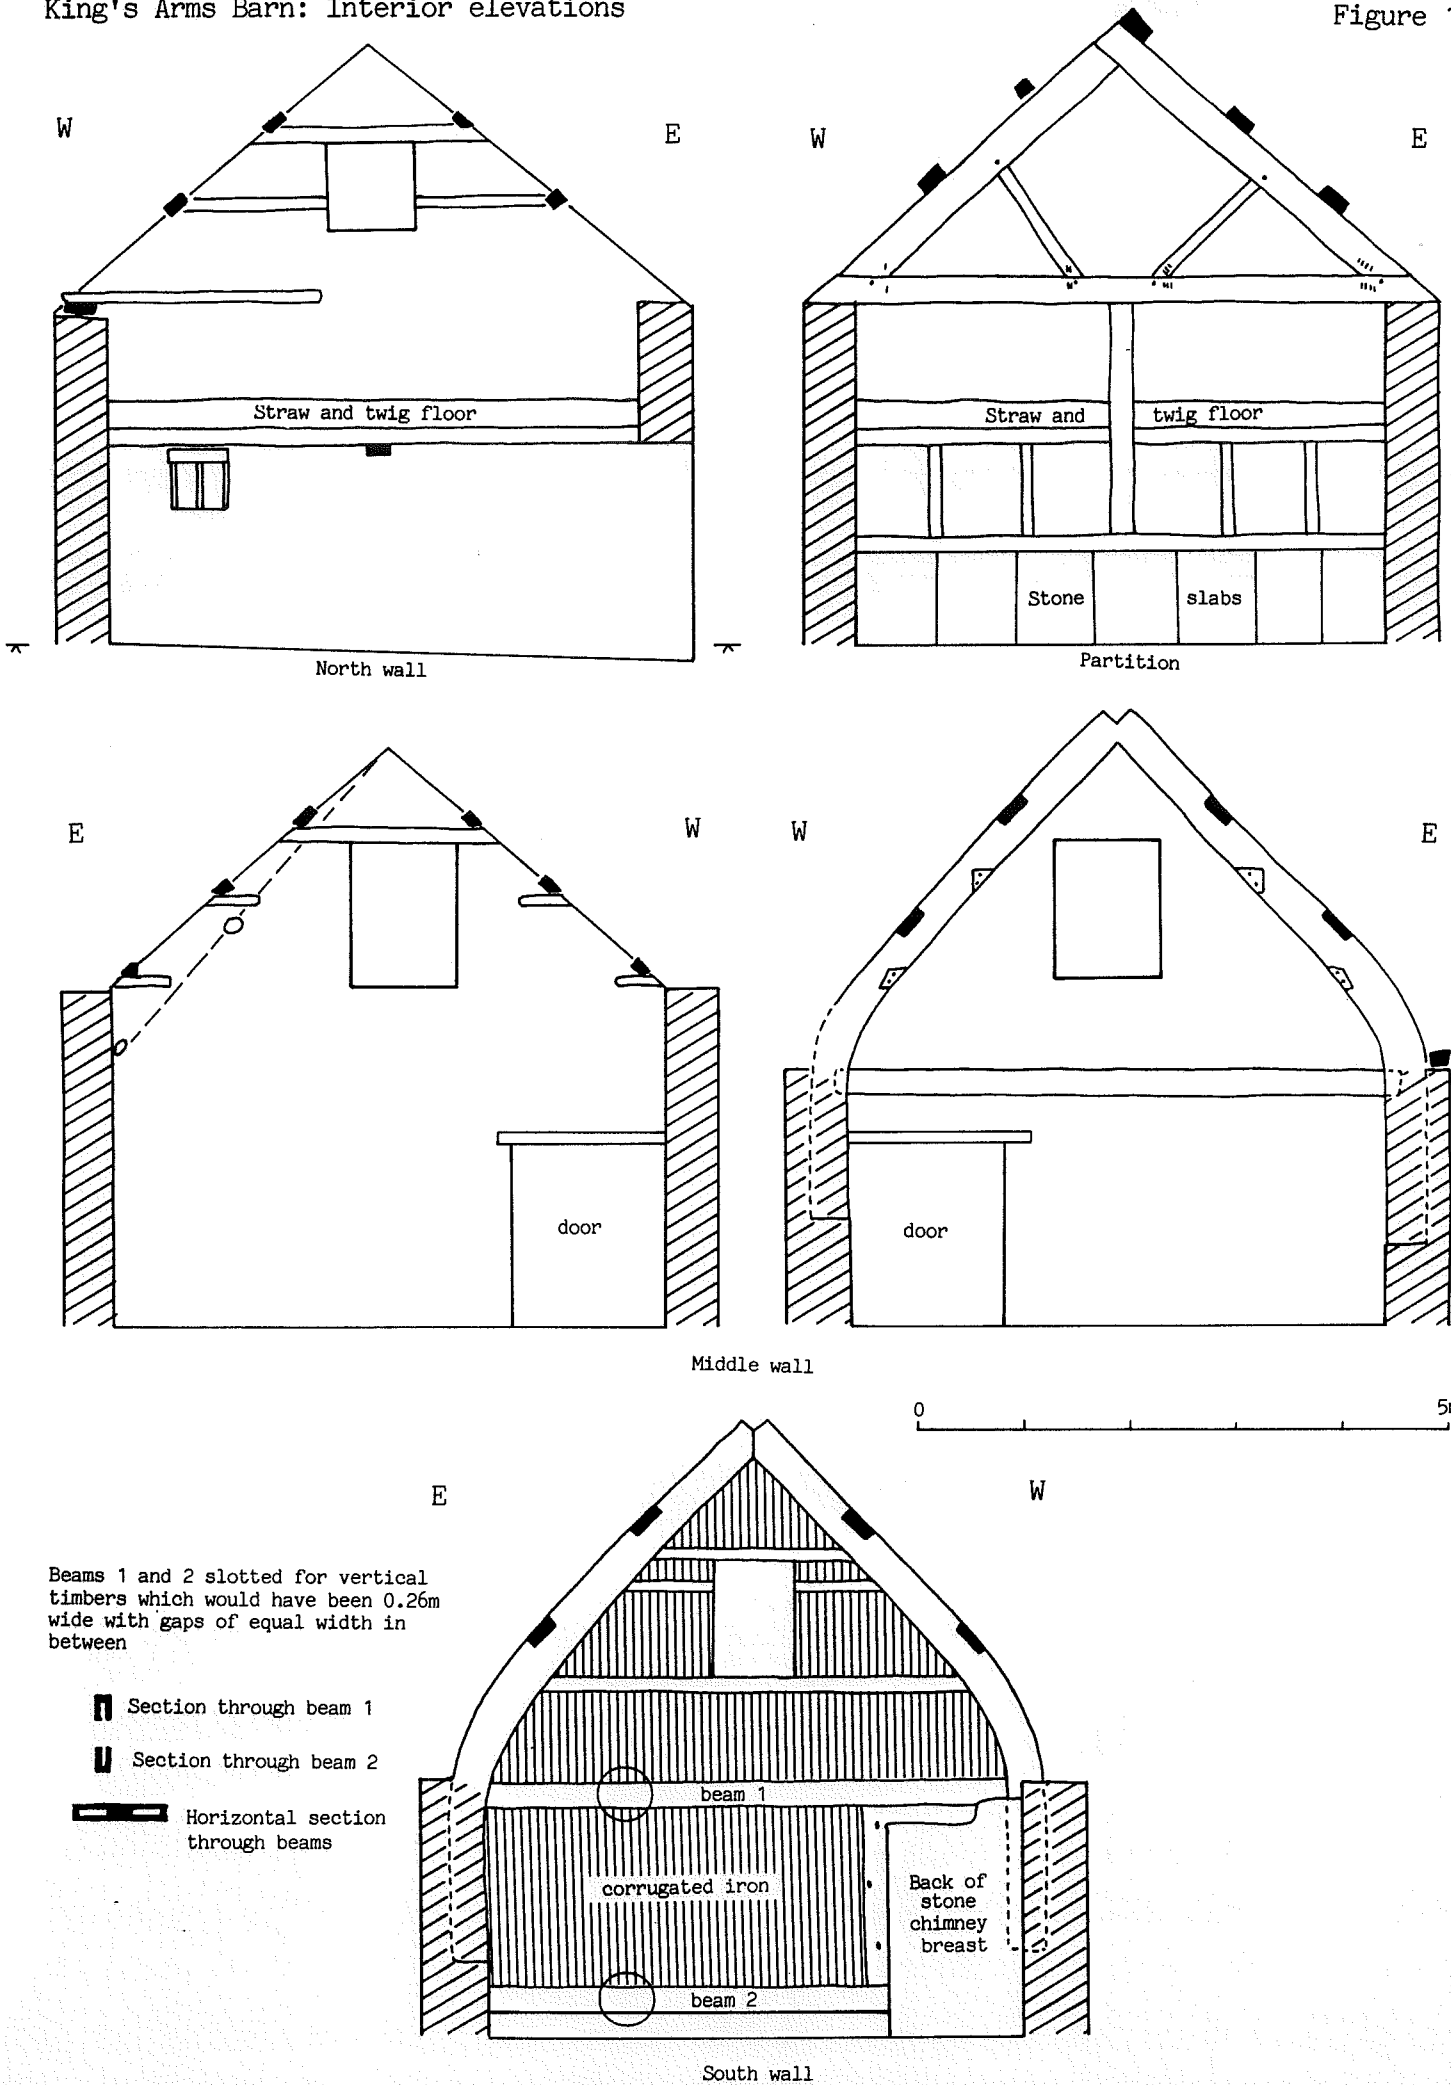 King's Arms Barn: Interior elevations
Figure
W
E
W
E
Straw and twig floor
Straw and twig floor
Stone slabs
North wall
Partition
E
W
W
E
door
door
Middle wall
0
5
E
W
Beams 1 and 2 slotted for vertical
timbers which would have been 0.26m
wide with gaps of equal width in
between
Section through beam 1
Section through beam 2
Horizontal section
through beams
beam 1
corrugated iron
Back of
stone
chimney
breast
beam 2
South wall